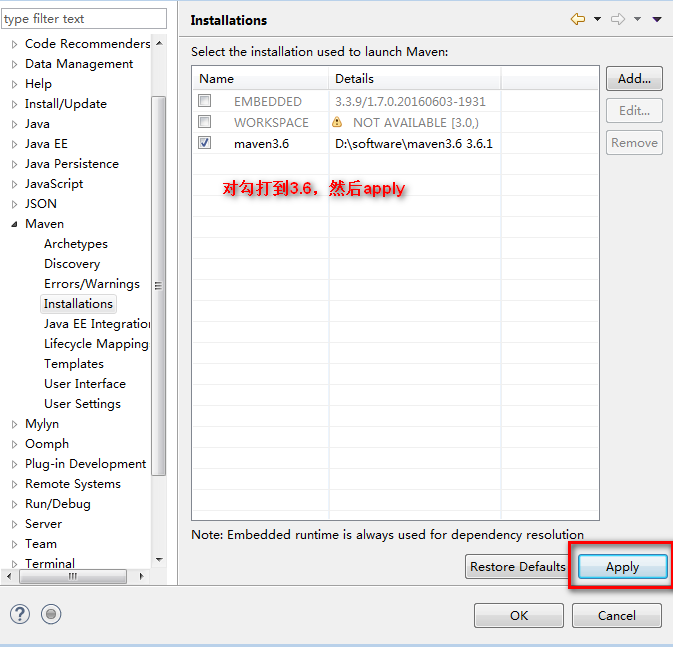 type filter text
Code Recommenders
Data Management
Help
Install/Update
Java
Java EE
Java Persistence
JavaScript
JSON
Maven
Archetypes
Discovery
Errors/Warnings
Installations
Java EE Integration
Lifecycle Mapping
Templates
User Interface
User Settings
Mylyn
Oomph
Plug-in Development
Remote Systems
Run/Debug
Server
Team
Terminal
Installations
Select the installation used to launch Maven:
Name Details
EMBEDDED 3.3.9/1.7.0.20160603-1931
WORKSPACE NOT AVAILABLE [3.0,)
maven3.6 D:\software\maven3.6 3.6.1
对勾打到3.6，然后apply
Add...
Edit...
Remove
Note: Embedded runtime is always used for dependency resolution
Restore Defaults Apply
OK Cancel